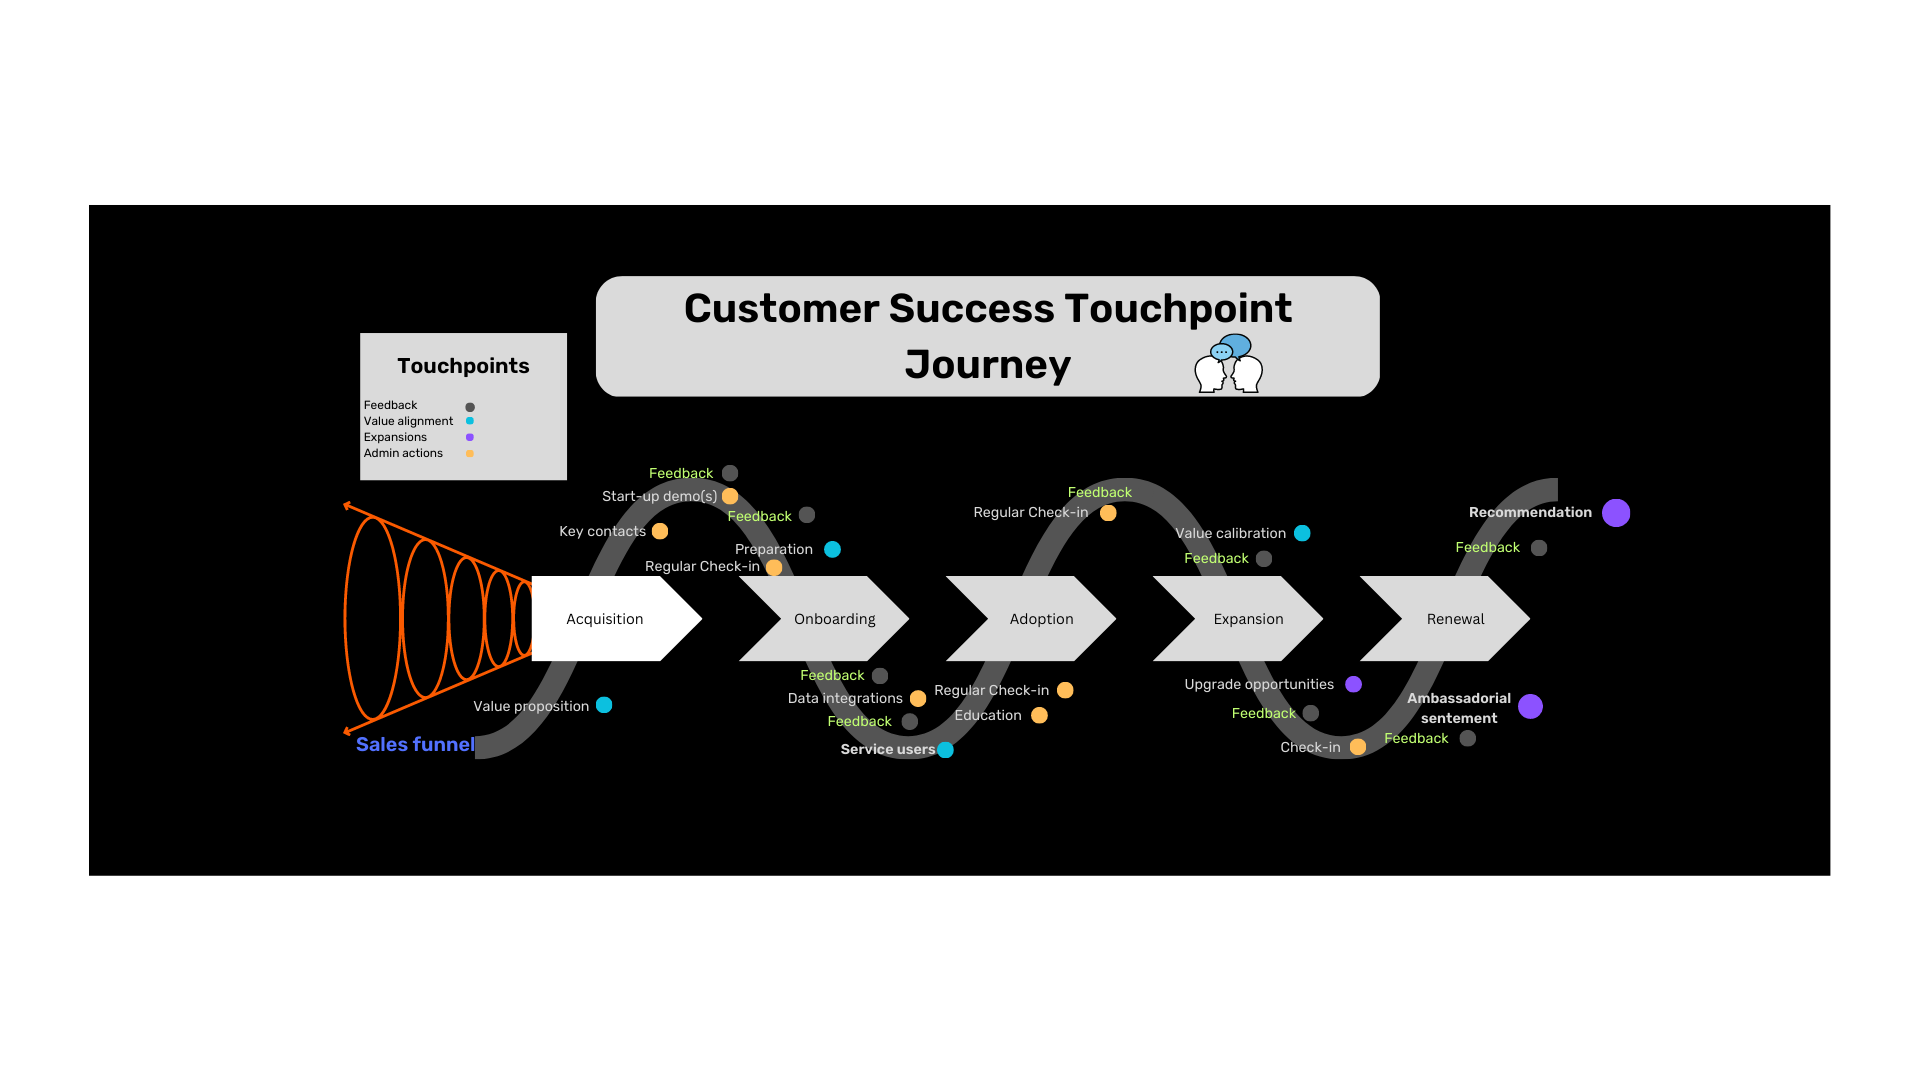 Customer Success Touchpoint
Journey
Touchpoints
Feedback
Value alignment
Expansions
Admin actions
Feedback
Start-up demo(s)
Key contacts
Feedback
Preparation
Regular Check-in
Feedback
Regular Check-in
Value calibration
Feedback
Recommendation
Feedback
Acquisition
Onboarding
Adoption
Expansion
Renewal
Value proposition
Sales funnel
Feedback
Data integrations
Feedback
Service users
Regular Check-in
Education
Upgrade opportunities
Feedback
Check-in
Ambassadorial
sentement
Feedback